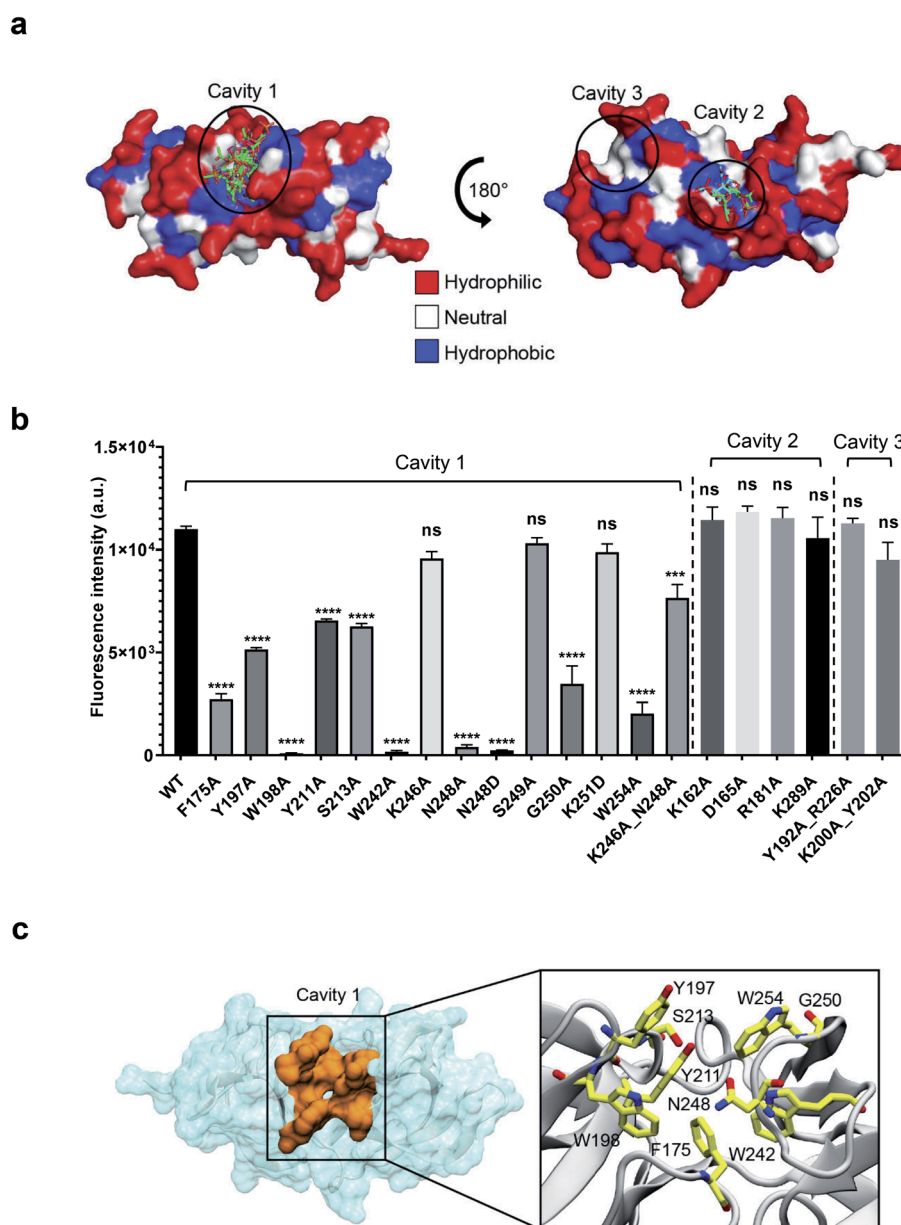 a
Cavity 1
Cavity 3
Cavity 2
180°
Hydrophilic
Neutral
Hydrophobic
b
Fluorescence intensity (a.u.)
1.5×10⁴
1×10⁴
5×10³
0
Cavity 1
Cavity 2
Cavity 3
****
****
****
****
****
****
ns
****
****
ns
****
ns
****
***
ns
ns
ns
ns
ns
ns
WT
F175A
Y197A
W198A
Y211A
S213A
W242A
K246A
N248A
N248D
S249A
G250A
K251D
W254A
K246A_N248A
K162A
D165A
R181A
K289A
Y192A_R226A
K200A_Y202A
c
Cavity 1
Y197
S213
W254
G250
Y211
N248
W198
F175
W242